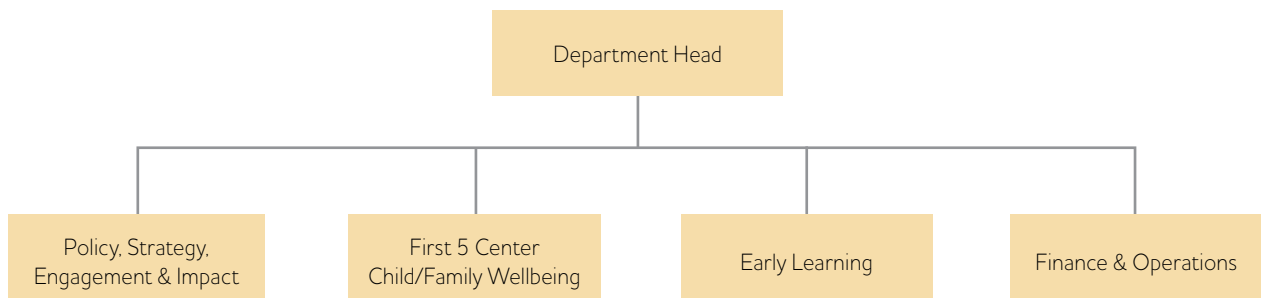 Department Head
Policy, Strategy,
Engagement & Impact
First 5 Center
Child/Family Wellbeing
Early Learning
Finance & Operations